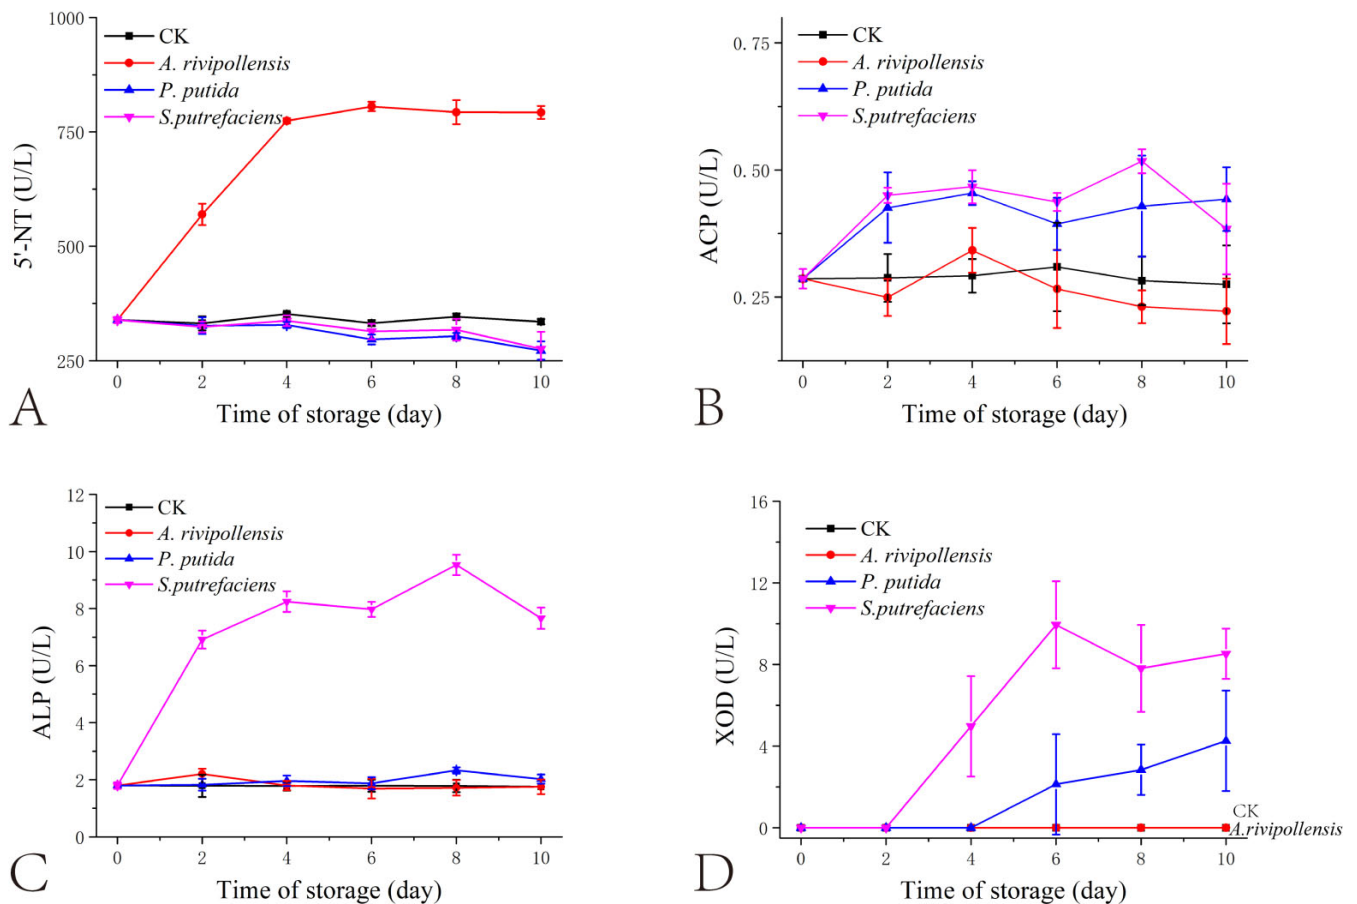 1000
750
500
250
5'-NT (U/L)
CK
A. rivipollensis
P. putida
S.putrefaciens
0 2 4 6 8 10
Time of storage (day)
A
0.75
0.50
0.25
ACP (U/L)
CK
A. rivipollensis
P. putida
S.putrefaciens
0 2 4 6 8 10
Time of storage (day)
B
12
10
8
6
4
2
0
ALP (U/L)
CK
A. rivipollensis
P. putida
S.putrefaciens
0 2 4 6 8 10
Time of storage (day)
C
16
12
8
4
0
XOD (U/L)
CK
A. rivipollensis
P. putida
S.putrefaciens
CK
A.rivipollensis
0 2 4 6 8 10
Time of storage (day)
D